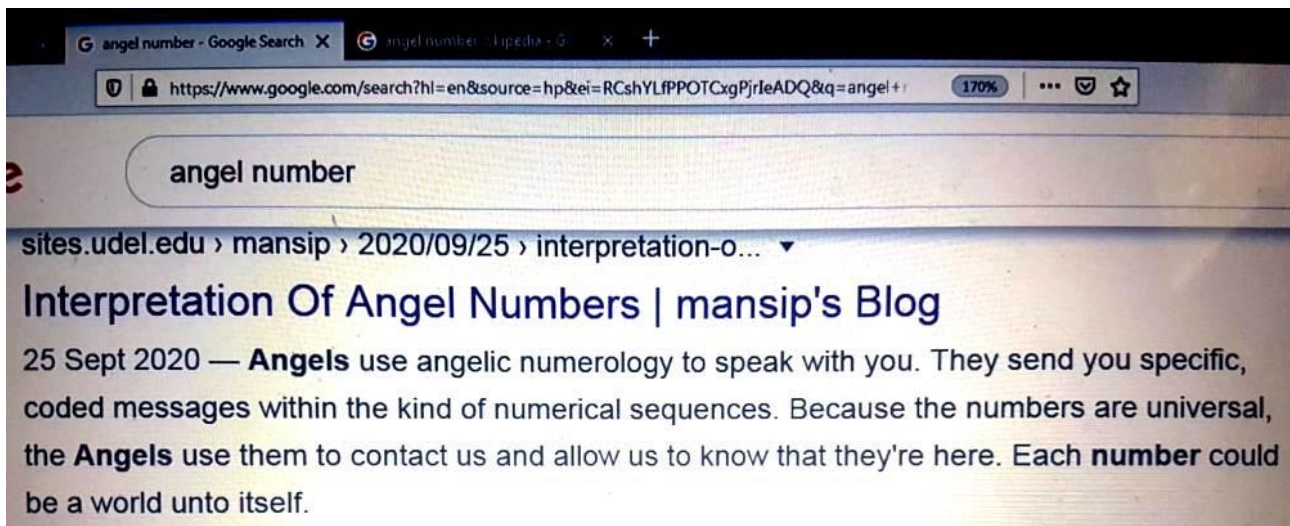 angel number - Google Search
angel number
https://www.google.com/search?hl=en&source=hp&ei=RCshYLfPPOTCxgPjrIeADQ&q=angel+
170%
angel number
sites.udel.edu › mansip › 2020/09/25 › interpretation-o...
Interpretation Of Angel Numbers | mansip's Blog
25 Sept 2020 — Angels use angelic numerology to speak with you. They send you specific,
coded messages within the kind of numerical sequences. Because the numbers are universal,
the Angels use them to contact us and allow us to know that they're here. Each number could
be a world unto itself.